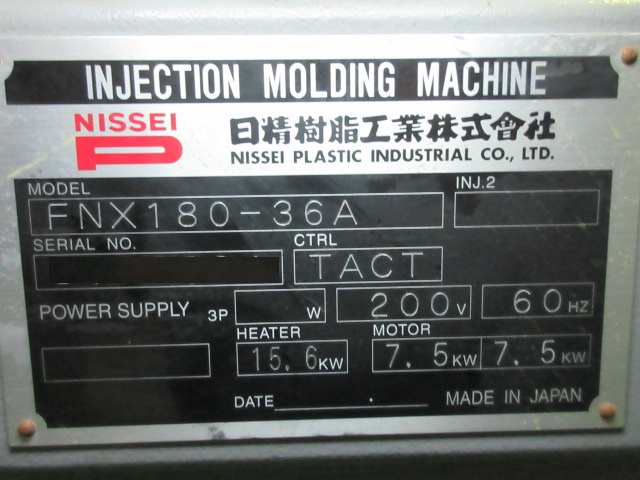 INJECTION MOLDING MACHINE
NISSEI
P
日精樹脂工業株式會社
NISSEI PLASTIC INDUSTRIAL CO., LTD.
MODEL
INJ.2
FNX180-36A
SERIAL NO.
CTRL
TACT
POWER SUPPLY 3P W 200V 60HZ
HEATER
MOTOR
15.6KW 7.5KW 7.5KW
DATE . MADE IN JAPAN